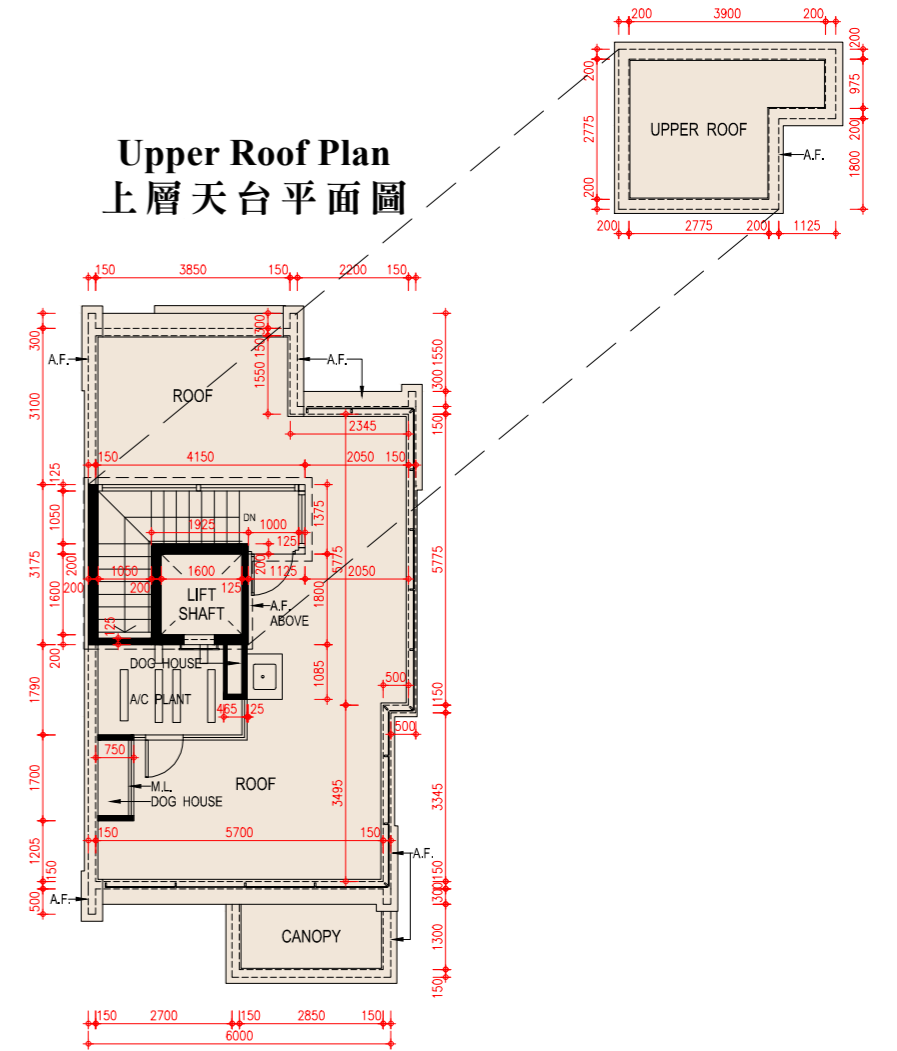 200 3900 200
200
200
975
2775
UPPER ROOF
200
A.F.
1800
200
200 2775 200 1125
Upper Roof Plan
上層天台平面圖
150 3850 150 2200 150
300
300
150
1550
A.F.
A.F.
1550
300
ROOF
3100
150
2345
150 4150 2050 150
125
1050
DN
1375
1925 1000
125
5775
5775
3175
200
200
1050 1600 1125 2050
200 200 125
1600
LIFT
SHAFT
1800
A.F.
ABOVE
125
200
DOG HOUSE
1085
1790
A/C PLANT
500
150
465 125
500
750
1700
M.L.
DOG HOUSE
ROOF
3495
3345
150 5700 150
1205
A.F.
150
150
A.F.
500
300
CANOPY
1300
150
150 2700 150 2850 150
6000